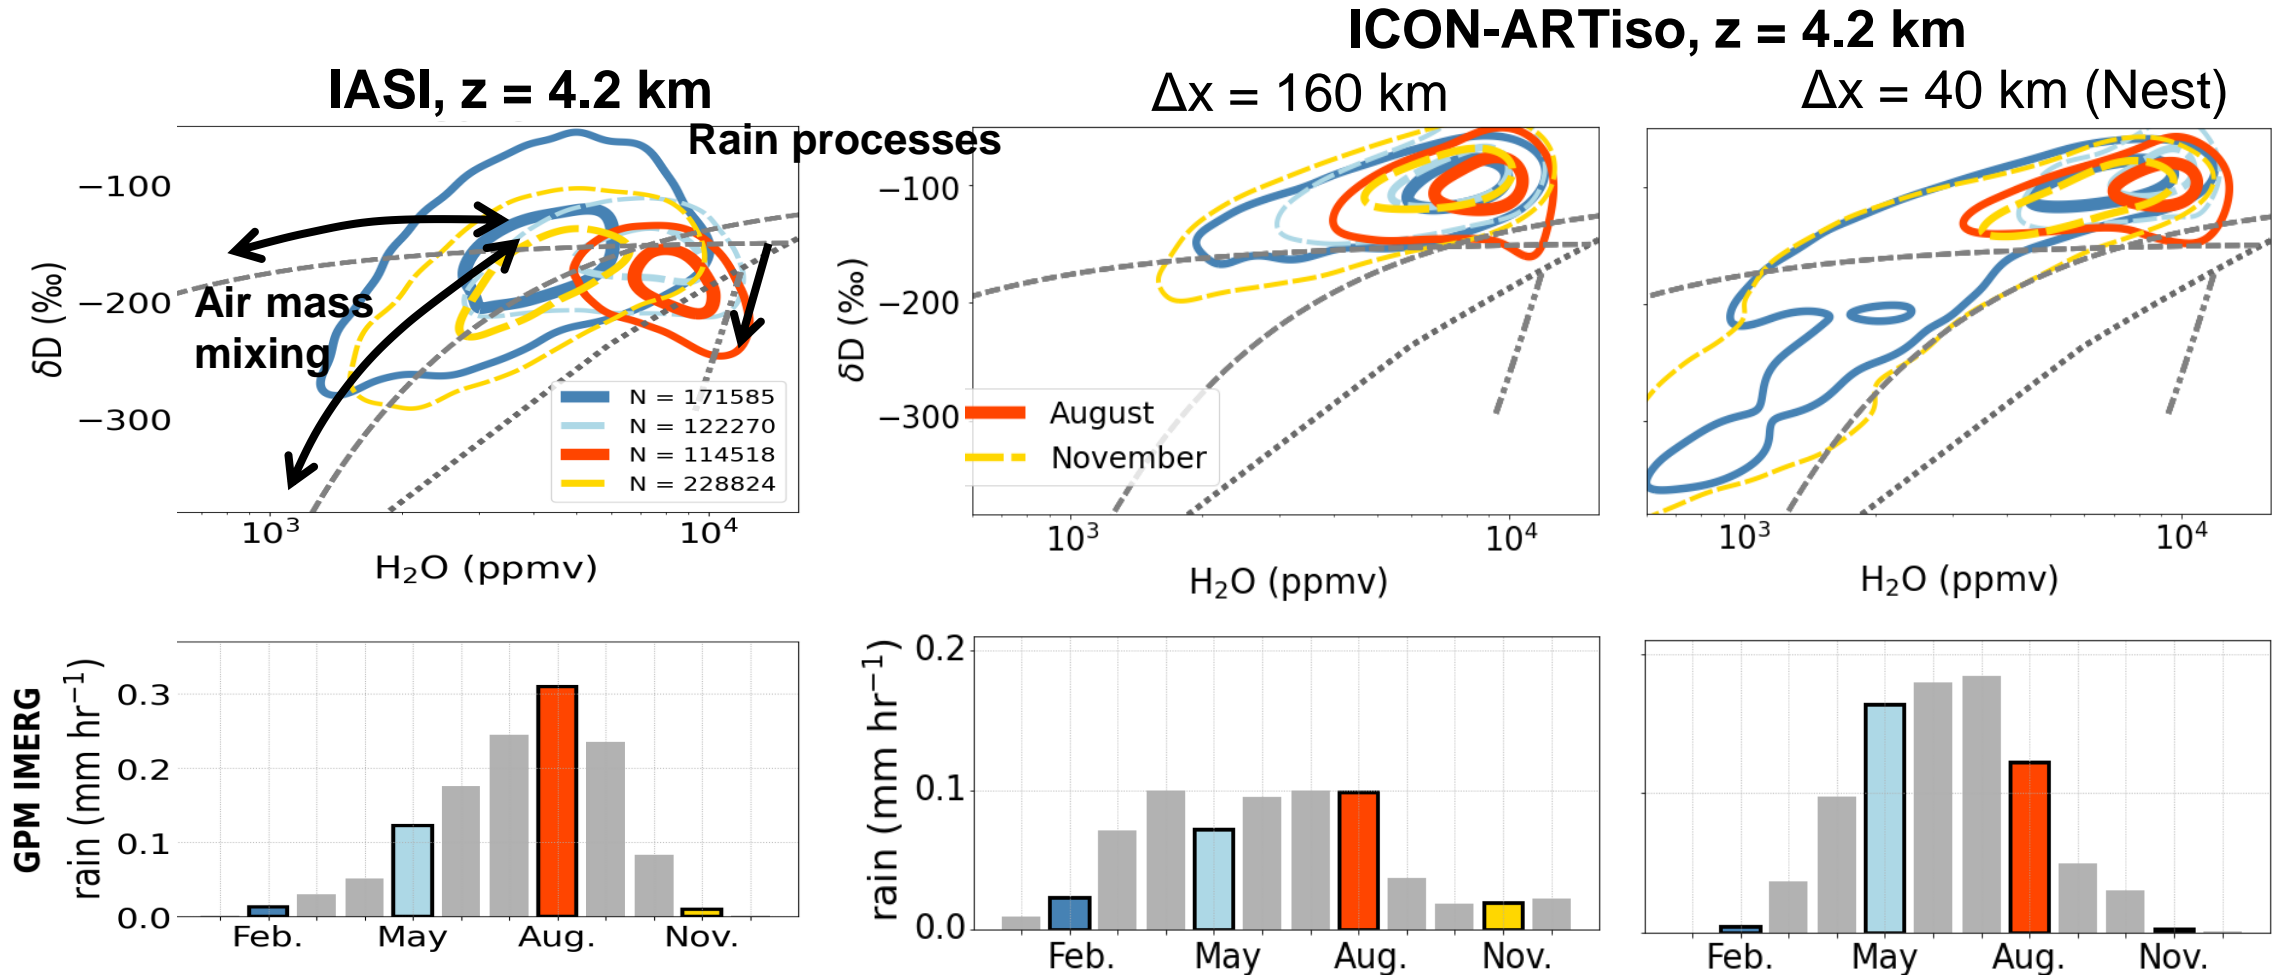 ICON-ARTiso, z = 4.2 km
IASI, z = 4.2 km
Δx = 160 km
Δx = 40 km (Nest)
Rain processes
Air mass
mixing
δD (‰)
−100
−200
−300
N = 171585
N = 122270
N = 114518
N = 228824
10³
10⁴
H₂O (ppmv)
δD (‰)
−100
−200
−300
August
November
10³
10⁴
H₂O (ppmv)
10³
10⁴
H₂O (ppmv)
GPM IMERG
rain (mm hr⁻¹)
0.3
0.2
0.1
0.0
Feb.
May
Aug.
Nov.
rain (mm hr⁻¹)
0.2
0.1
0.0
Feb.
May
Aug.
Nov.
Feb.
May
Aug.
Nov.